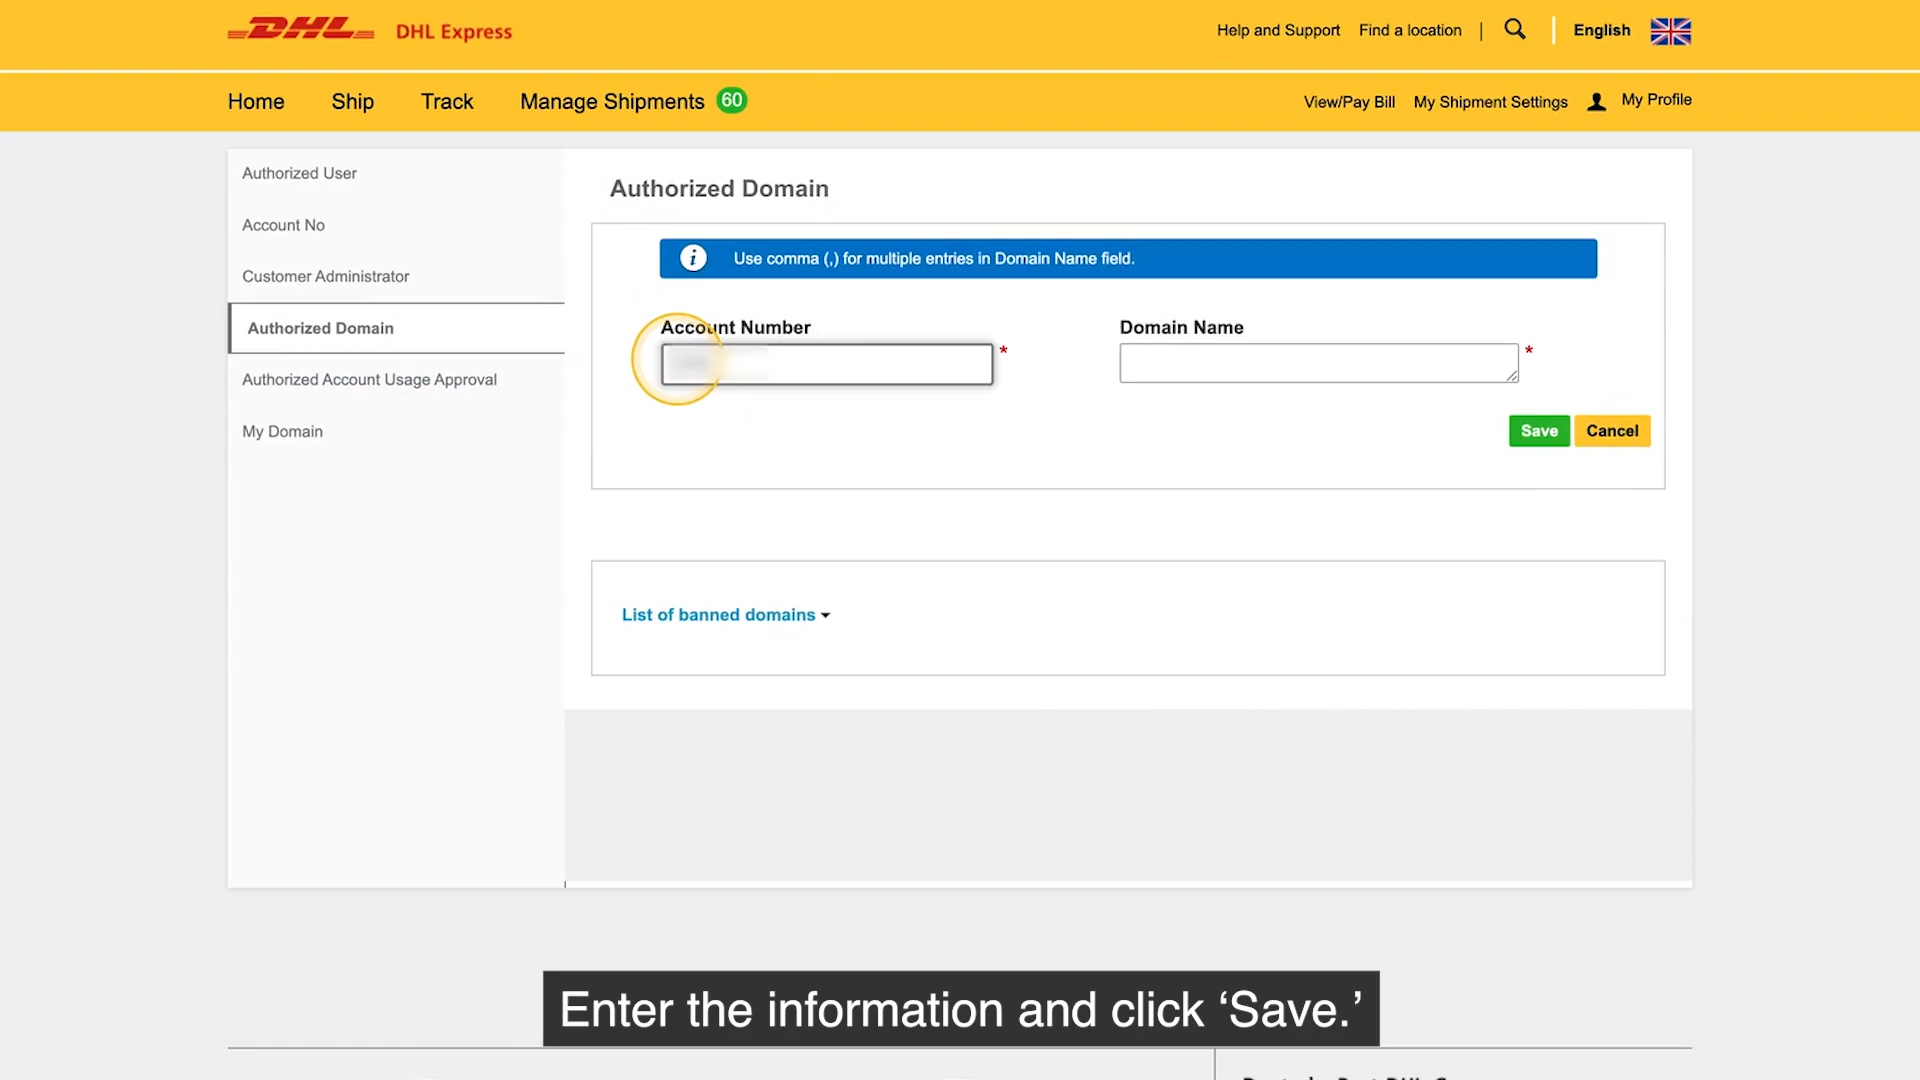 DHL DHL Express
Help and Support Find a location | English
Home Ship Track Manage Shipments 60
View/Pay Bill My Shipment Settings My Profile
Authorized User
Account No
Customer Administrator
Authorized Domain
Authorized Account Usage Approval
My Domain
Authorized Domain
i Use comma (,) for multiple entries in Domain Name field.
Account Number
*
Domain Name
*
Save Cancel
List of banned domains
Enter the information and click ‘Save.’